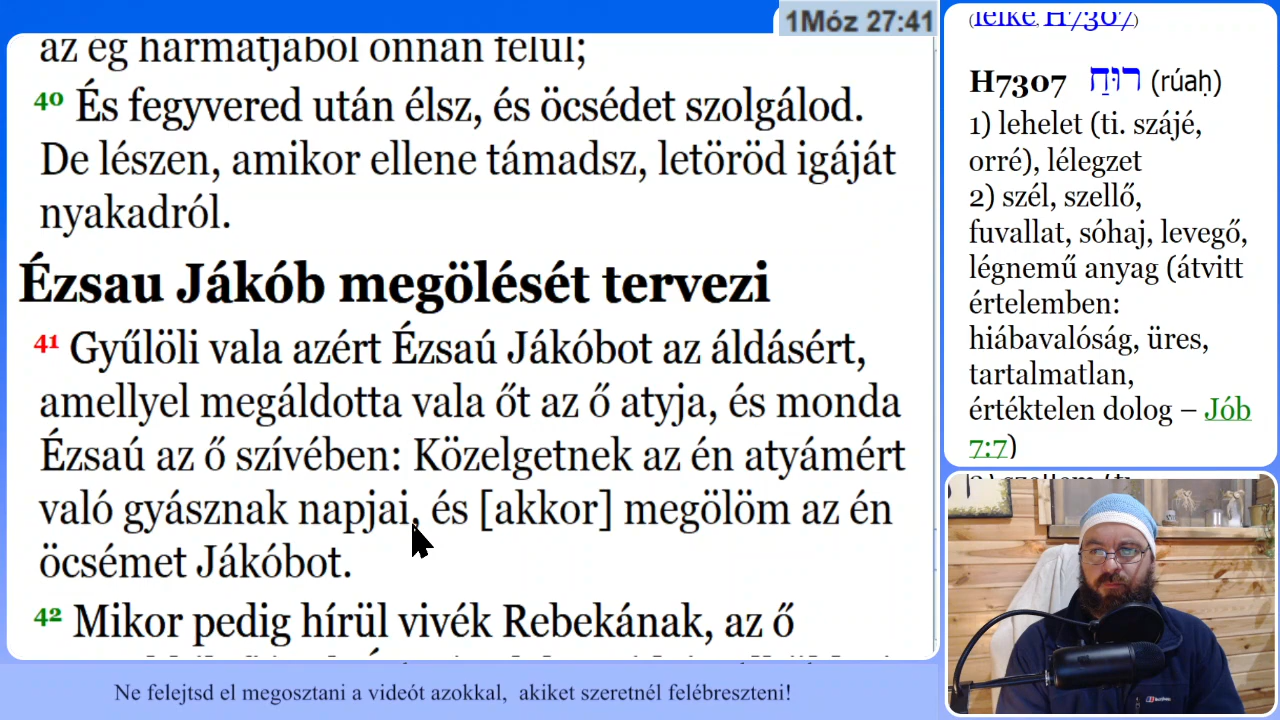 1Móz 27:41
az ég harmatjából onnan felül;
40 És fegyvered után élsz, és öcsédet szolgálod.
De lészen, amikor ellene támadsz, letöröd igáját
nyakadról.
Ézsau Jákób megölését tervezi
41 Gyűlöli vala azért Ézsaú Jákóbot az áldásért,
amellyel megáldotta vala őt az ő atyja, és monda
Ézsaú az ő szívében: Közelgetnek az én atyámért
való gyásznak napjai, és [akkor] megölöm az én
öcsémet Jákóbot.
42 Mikor pedig hírül vivék Rebekának, az ő
(lelke, H7307)
H7307 רוּחַ (rúaḥ)
1) lehelet (ti. szájé,
orré), lélegzet
2) szél, szellő,
fuvallat, sóhaj, levegő,
légnemű anyag (átvitt
értelemben:
hiábavalóság, üres,
tartalmatlan,
értéktelen dolog – Jób
7:7)
Ne felejtsd el megosztani a videót azokkal, akiket szeretnél felébreszteni!